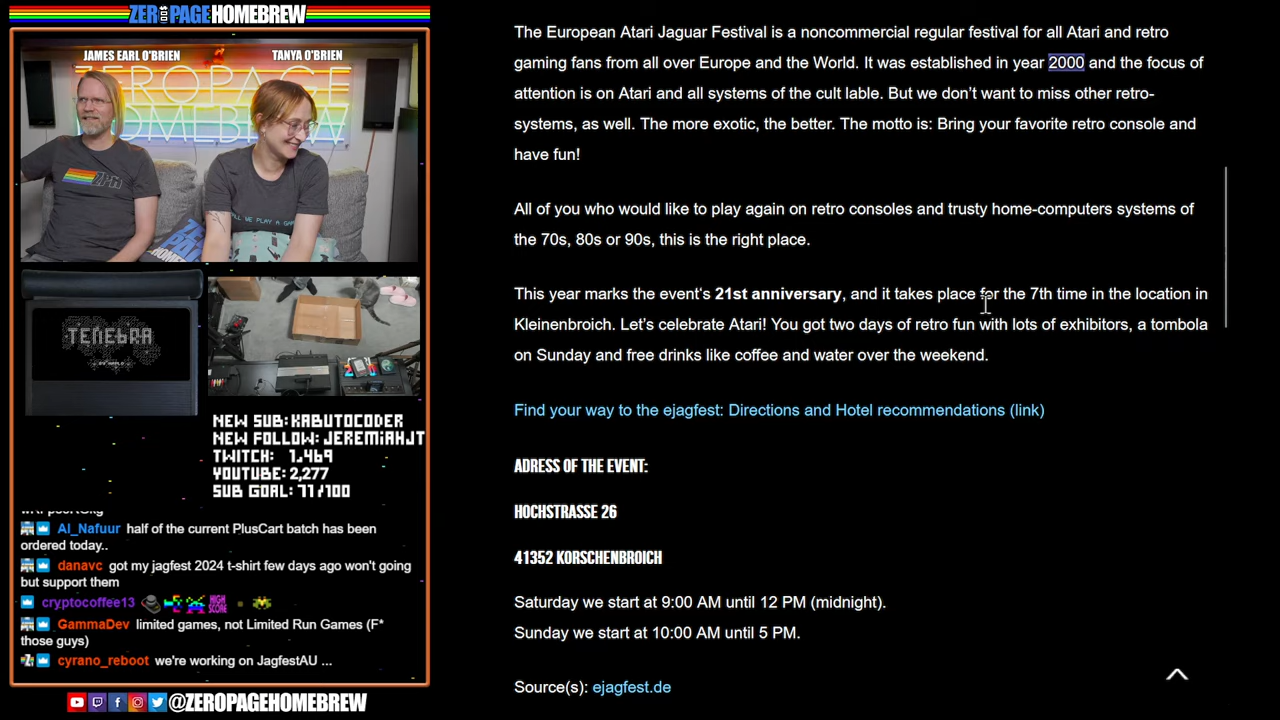 ZEROPAGEHOMEBREW
JAMES EARL O'BRIEN
TANYA O'BRIEN
ZEROPAGE
HOMEBREW
ZPH
SHALL WE PLAY A GAME
TENEBRA
NEW SUB: KABUTOCODER
NEW FOLLOW: JEREMIAHJT
TWITCH: 1,469
YOUTUBE: 2,277
SUB GOAL: 77/100
Al_Nafuur half of the current PlusCart batch has been
ordered today..
danavc got my jagfest 2024 t-shirt few days ago won't going
but support them
cryptocoffee13
HIGH SCORE
GammaDev limited games, not Limited Run Games (F*
those guys)
cyrano_reboot we're working on JagfestAU ...
@ZEROPAGEHOMEBREW
The European Atari Jaguar Festival is a noncommercial regular festival for all Atari and retro
gaming fans from all over Europe and the World. It was established in year 2000 and the focus of
attention is on Atari and all systems of the cult lable. But we don't want to miss other retro-
systems, as well. The more exotic, the better. The motto is: Bring your favorite retro console and
have fun!
All of you who would like to play again on retro consoles and trusty home-computers systems of
the 70s, 80s or 90s, this is the right place.
This year marks the event's 21st anniversary, and it takes place for the 7th time in the location in
Kleinenbroich. Let's celebrate Atari! You got two days of retro fun with lots of exhibitors, a tombola
on Sunday and free drinks like coffee and water over the weekend.
Find your way to the ejagfest: Directions and Hotel recommendations (link)
ADRESS OF THE EVENT:
HOCHSTRASSE 26
41352 KORSCHENBROICH
Saturday we start at 9:00 AM until 12 PM (midnight).
Sunday we start at 10:00 AM until 5 PM.
Source(s): ejagfest.de